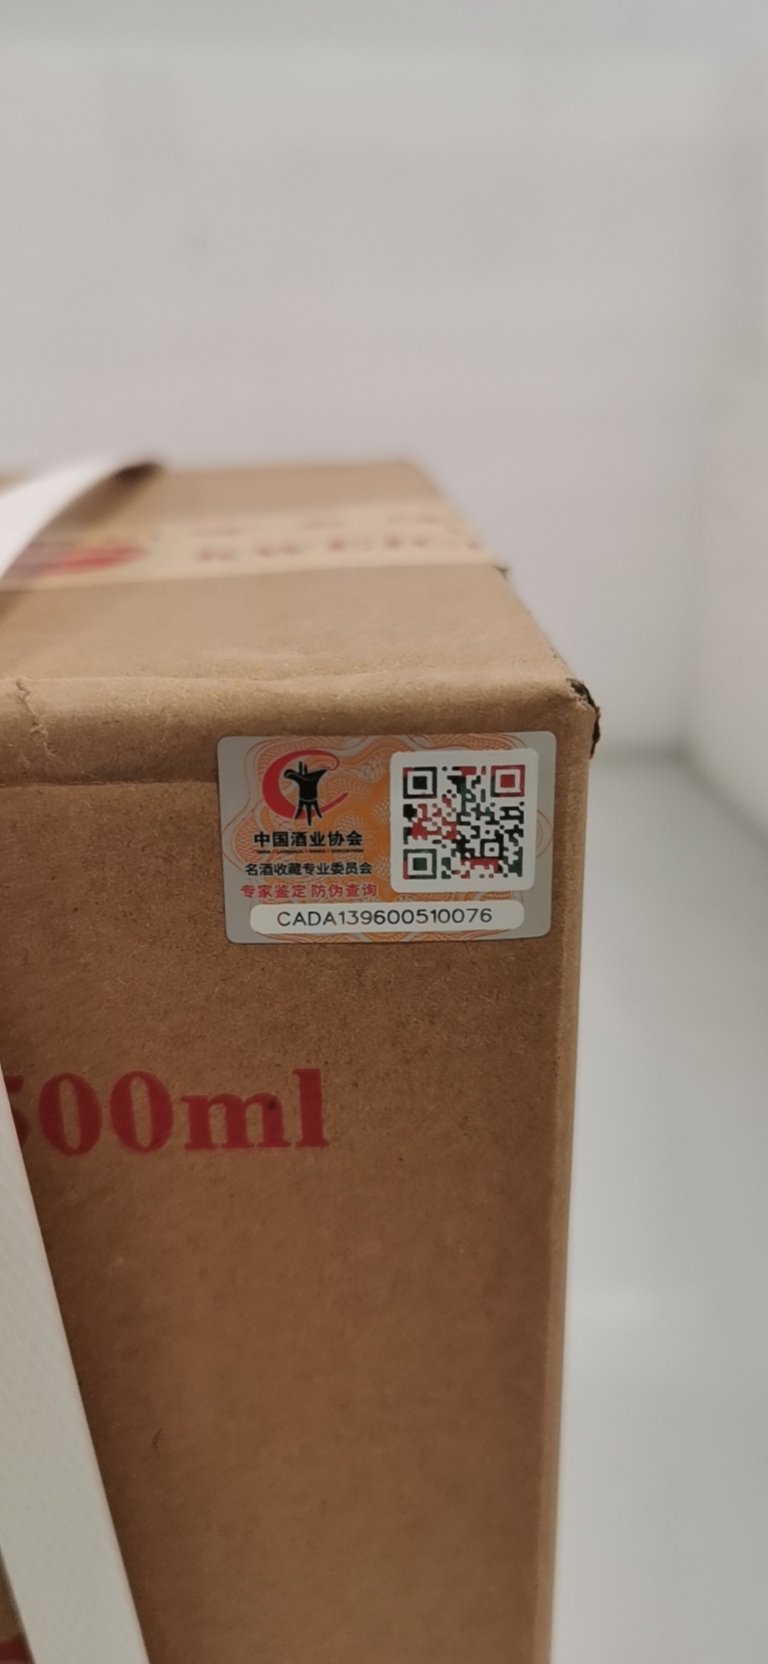 中国酒业协会
名酒收藏专业委员会
专家鉴定 防伪查询
CADA139600510076
500ml